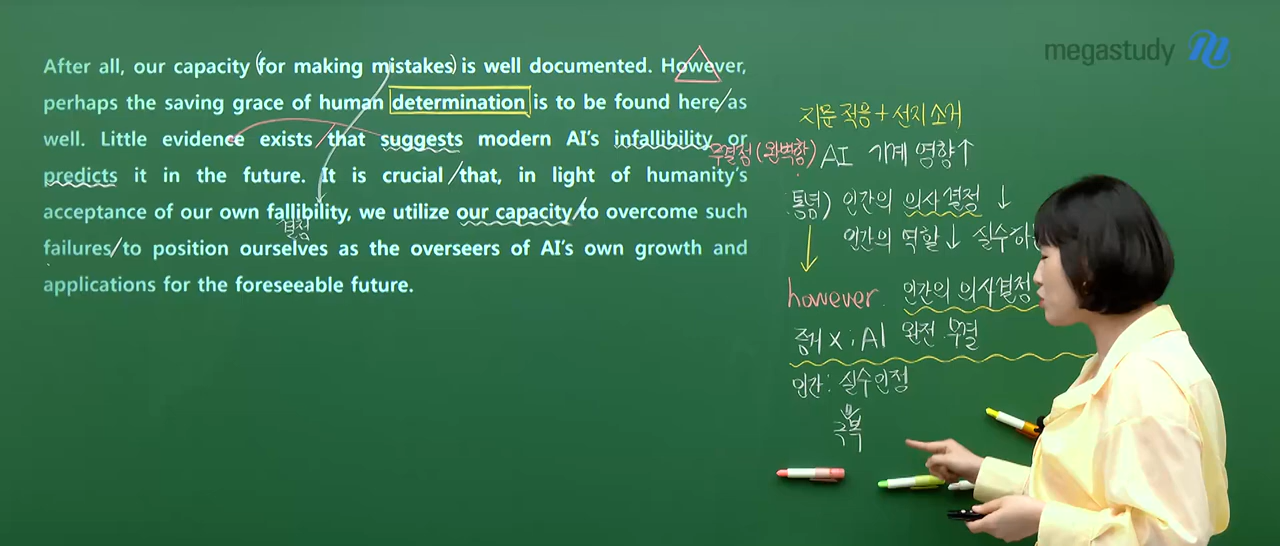 After all, our capacity (for making mistakes) is well documented. However,
perhaps the saving grace of human determination is to be found here/as
well. Little evidence exists /that suggests modern AI's infallibility or
predicts it in the future. It is crucial /that, in light of humanity's
acceptance of our own fallibility, we utilize our capacity/to overcome such
결점
failures/to position ourselves as the overseers of AI's own growth and
applications for the foreseeable future.
megastudy
지문 적용 + 선지 소거
무결점(완벽함) AI 기계 영향↑
통념) 인간의 의사결정 ↓
인간의 역할↓ 실수하는
however. 인간의 의사결정
증거 X : AI 완전 무결
인간: 실수인정
극복